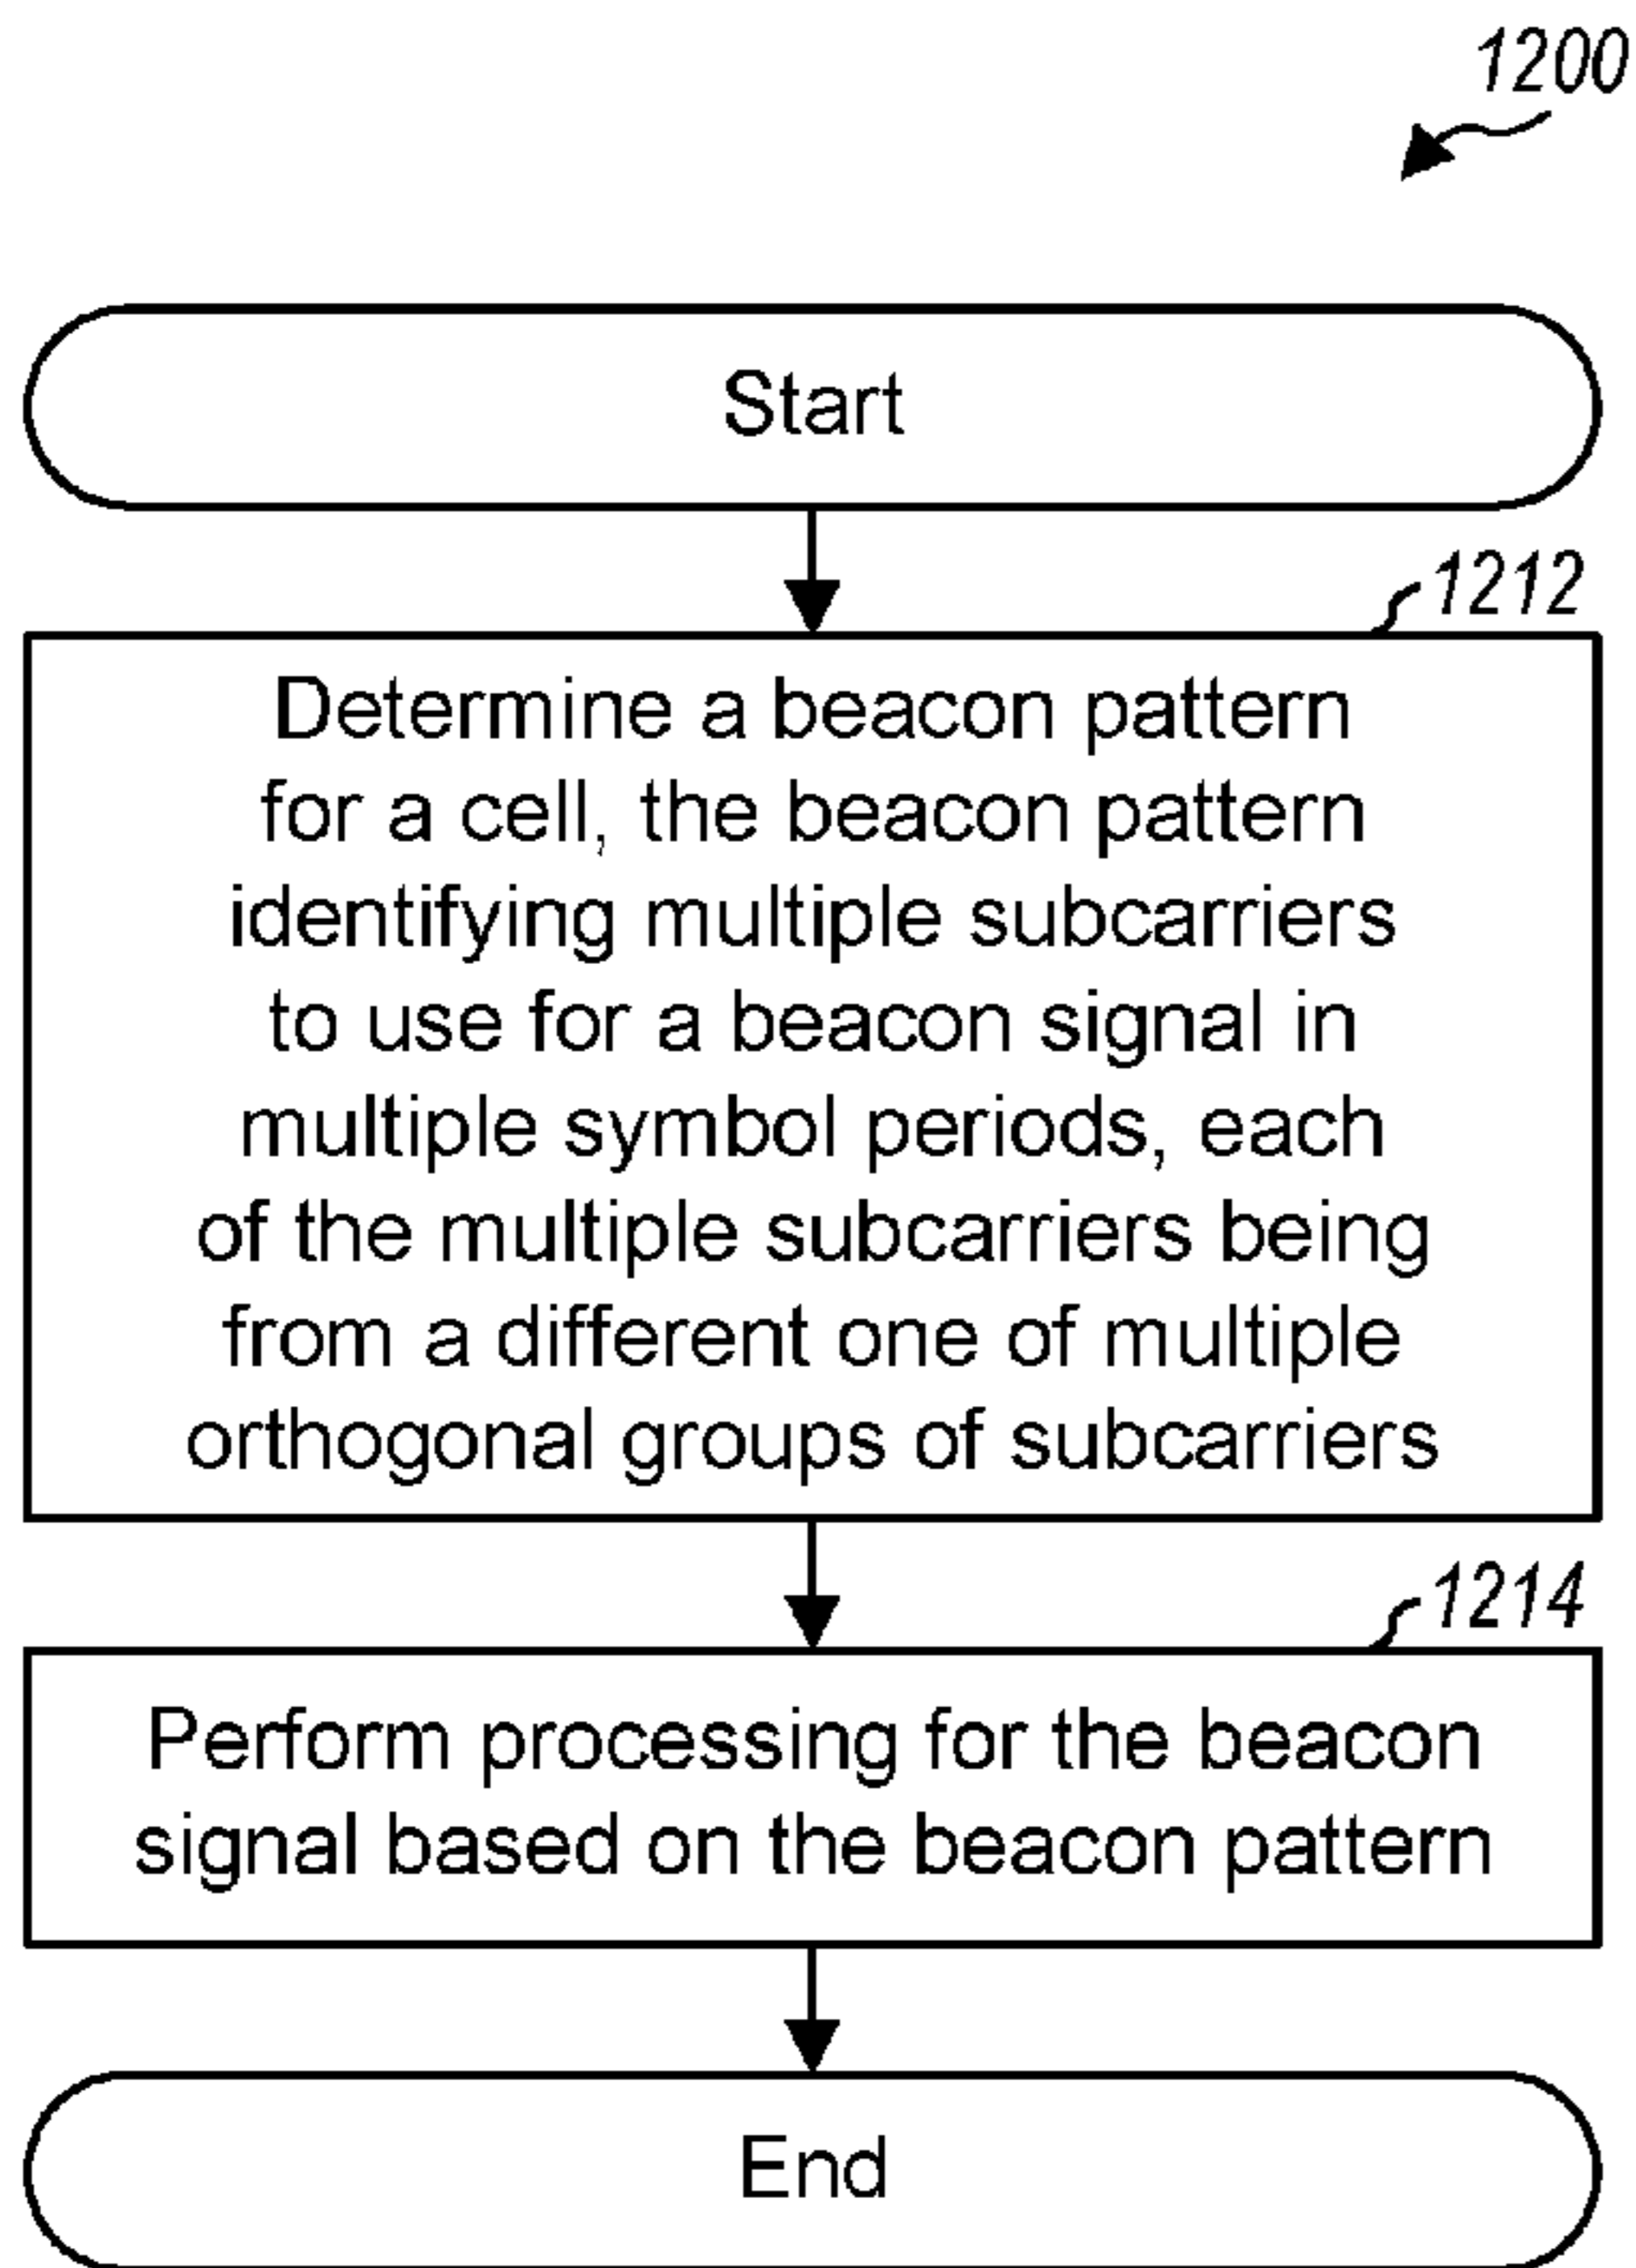 1200
Start
1212
Determine a beacon pattern
for a cell, the beacon pattern
identifying multiple subcarriers
to use for a beacon signal in
multiple symbol periods, each
of the multiple subcarriers being
from a different one of multiple
orthogonal groups of subcarriers
1214
Perform processing for the beacon
signal based on the beacon pattern
End